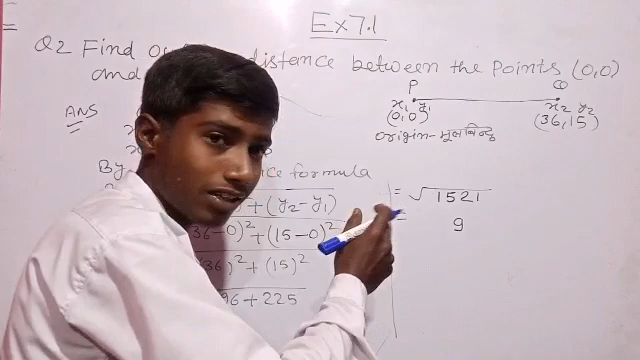 Ex 7.1
Q2 Find distance between the Points (0,0)
and
Ans
P Q
x₁ y₁ x₂ y₂
(0,0) (36,15)
origin-मूलबिन्दु
By formula
+ (y₂-y₁)
36-0)² + (15-0)²
(36)² + (15)²
96+225
= √1521
= 9